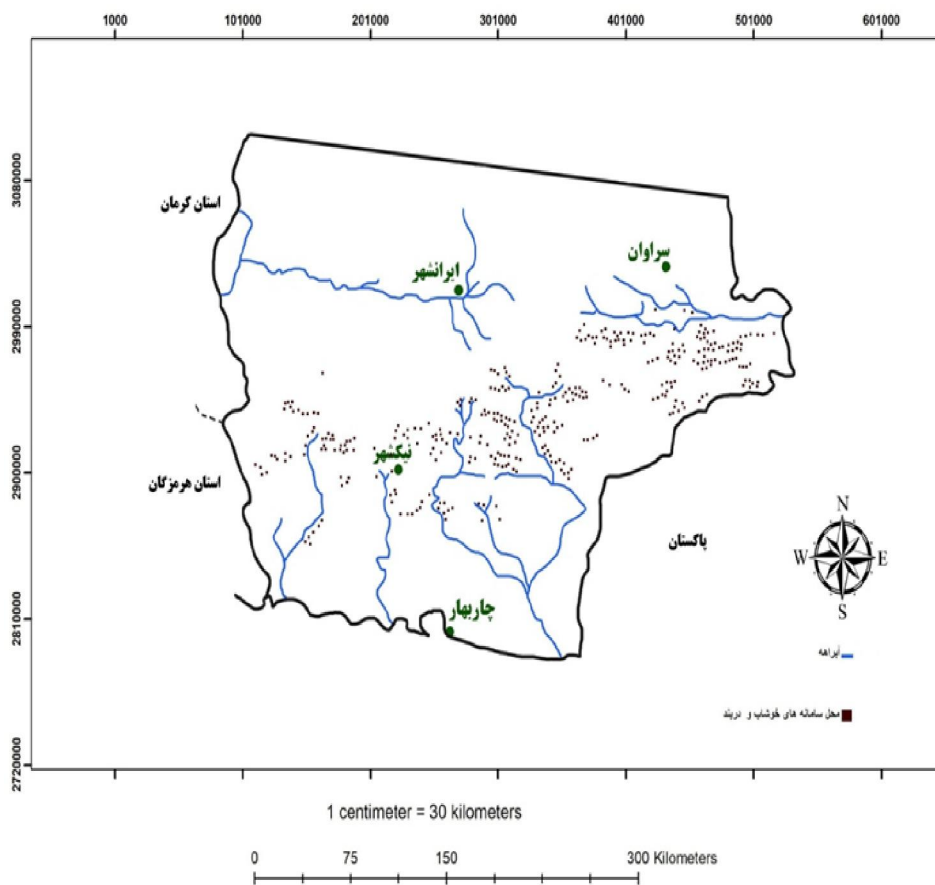 1000 101000 201000 301000 401000 501000 601000
3080000
2990000
2900000
2810000
2720000
استان کرمان
سراوان
ایرانشهر
نیکشهر
استان هرمزگان
پاکستان
چاربهار
N
W E
S
آبراهه
محل سامانه های خوشاب و دربند
1 centimeter = 30 kilometers
0 75 150 300 Kilometers